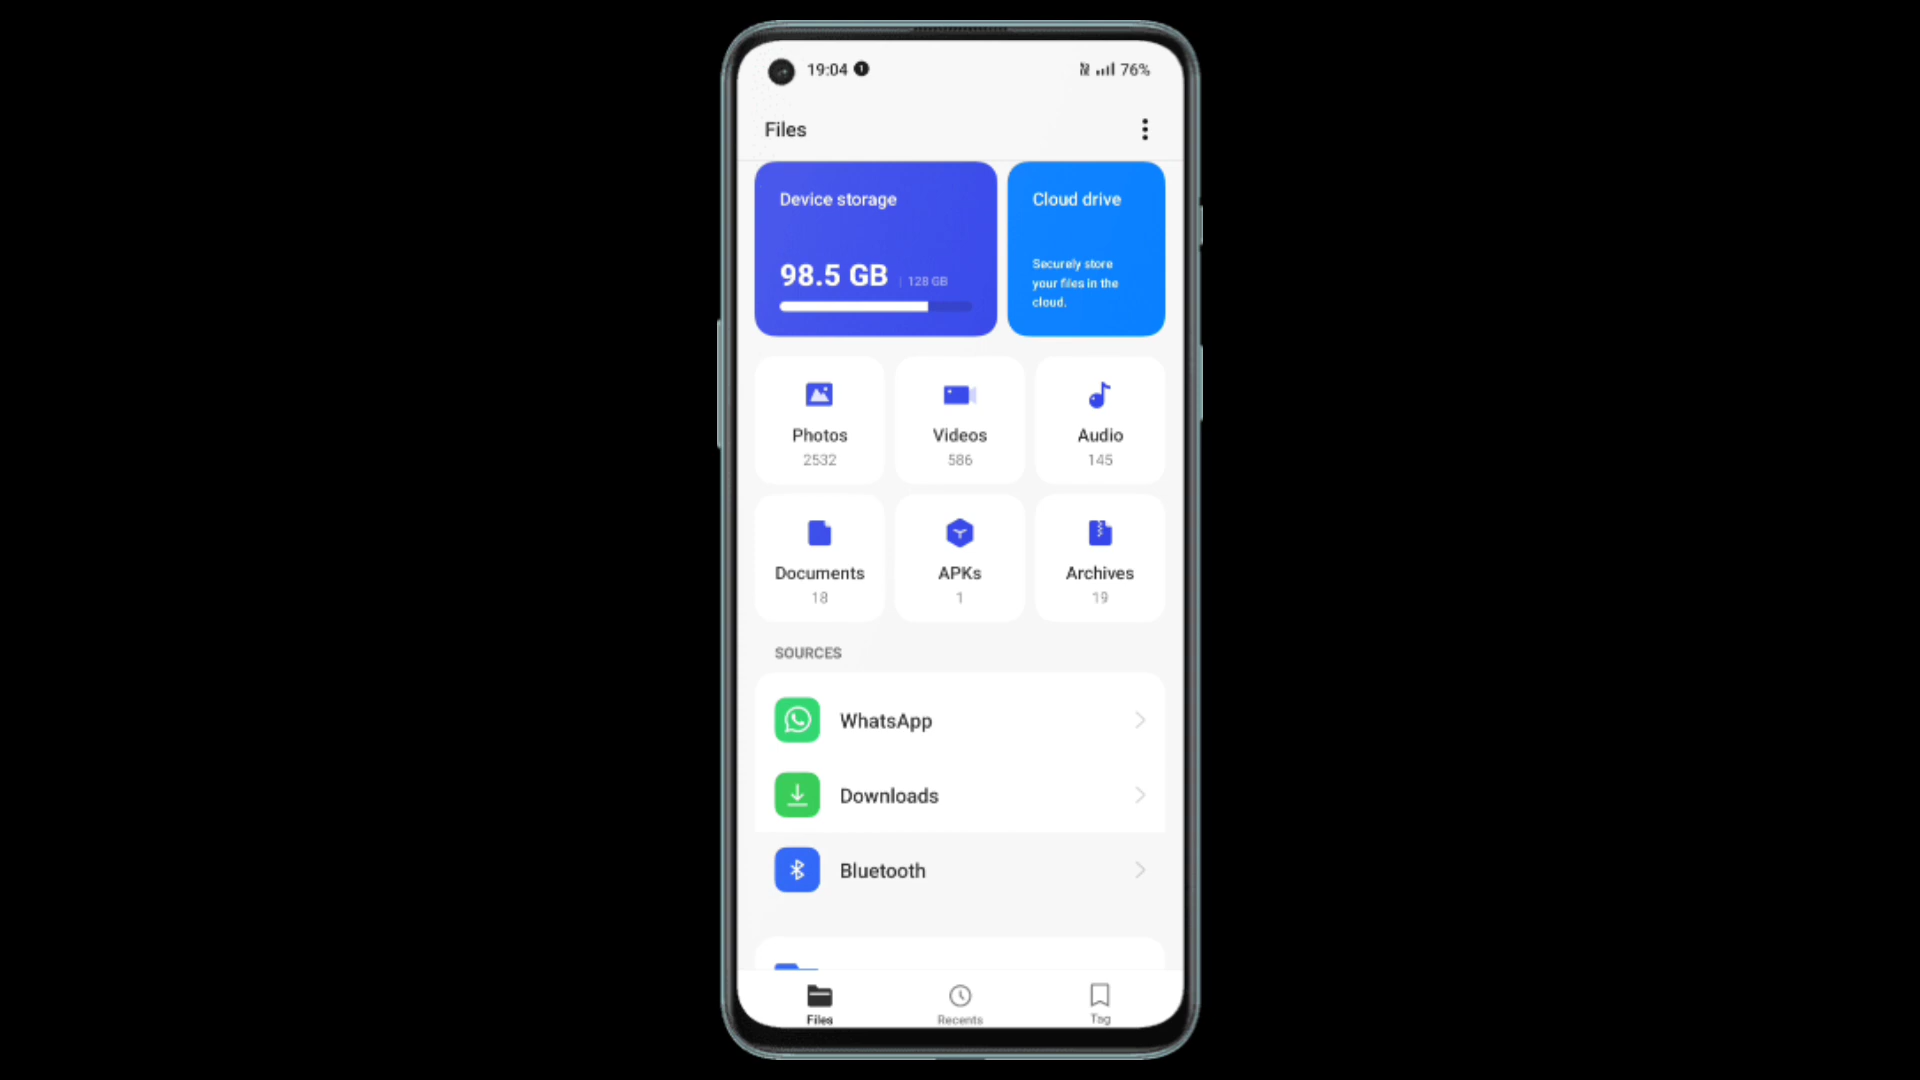 19:04 1 76%
Files
Device storage
98.5 GB | 128 GB
Cloud drive
Securely store
your files in the
cloud.
Photos
2532
Videos
586
Audio
145
Documents
18
APKs
1
Archives
19
SOURCES
WhatsApp
Downloads
Bluetooth
Files
Recents
Tag